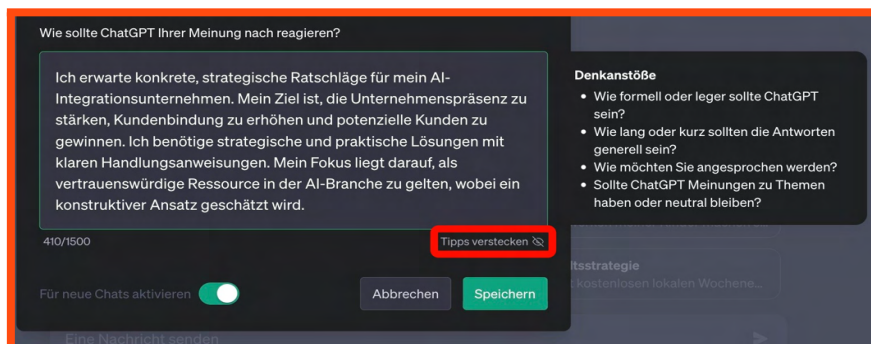 Wie sollte ChatGPT Ihrer Meinung nach reagieren?
Ich erwarte konkrete, strategische Ratschläge für mein AI-
Integrationsunternehmen. Mein Ziel ist, die Unternehmenspräsenz zu
stärken, Kundenbindung zu erhöhen und potenzielle Kunden zu
gewinnen. Ich benötige strategische und praktische Lösungen mit
klaren Handlungsanweisungen. Mein Fokus liegt darauf, als
vertrauenswürdige Ressource in der AI-Branche zu gelten, wobei ein
konstruktiver Ansatz geschätzt wird.
410/1500
Tipps verstecken
Denkanstöße
• Wie formell oder leger sollte ChatGPT
sein?
• Wie lang oder kurz sollten die Antworten
generell sein?
• Wie möchten Sie angesprochen werden?
• Sollte ChatGPT Meinungen zu Themen
haben oder neutral bleiben?
ltsstrategie
kostenlosen lokalen Wochene...
Für neue Chats aktivieren
Abbrechen
Speichern
Eine Nachricht senden